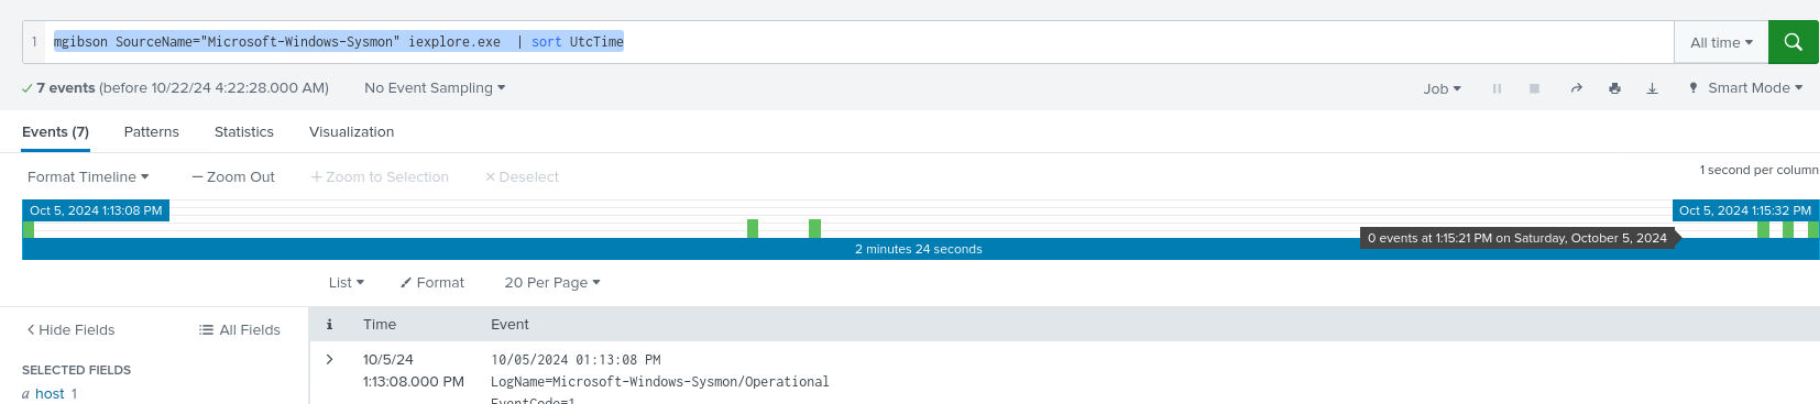 1 mgibson SourceName="Microsoft-Windows-Sysmon" iexplore.exe | sort UtcTime All time
7 events (before 10/22/24 4:22:28.000 AM) No Event Sampling Job Smart Mode
Events (7) Patterns Statistics Visualization
Format Timeline — Zoom Out + Zoom to Selection × Deselect 1 second per column
Oct 5, 2024 1:13:08 PM Oct 5, 2024 1:15:32 PM
0 events at 1:15:21 PM on Saturday, October 5, 2024
2 minutes 24 seconds
List Format 20 Per Page
< Hide Fields All Fields i Time Event
SELECTED FIELDS
a host 1
> 10/5/24 10/05/2024 01:13:08 PM
1:13:08.000 PM LogName=Microsoft-Windows-Sysmon/Operational
EventCode=1